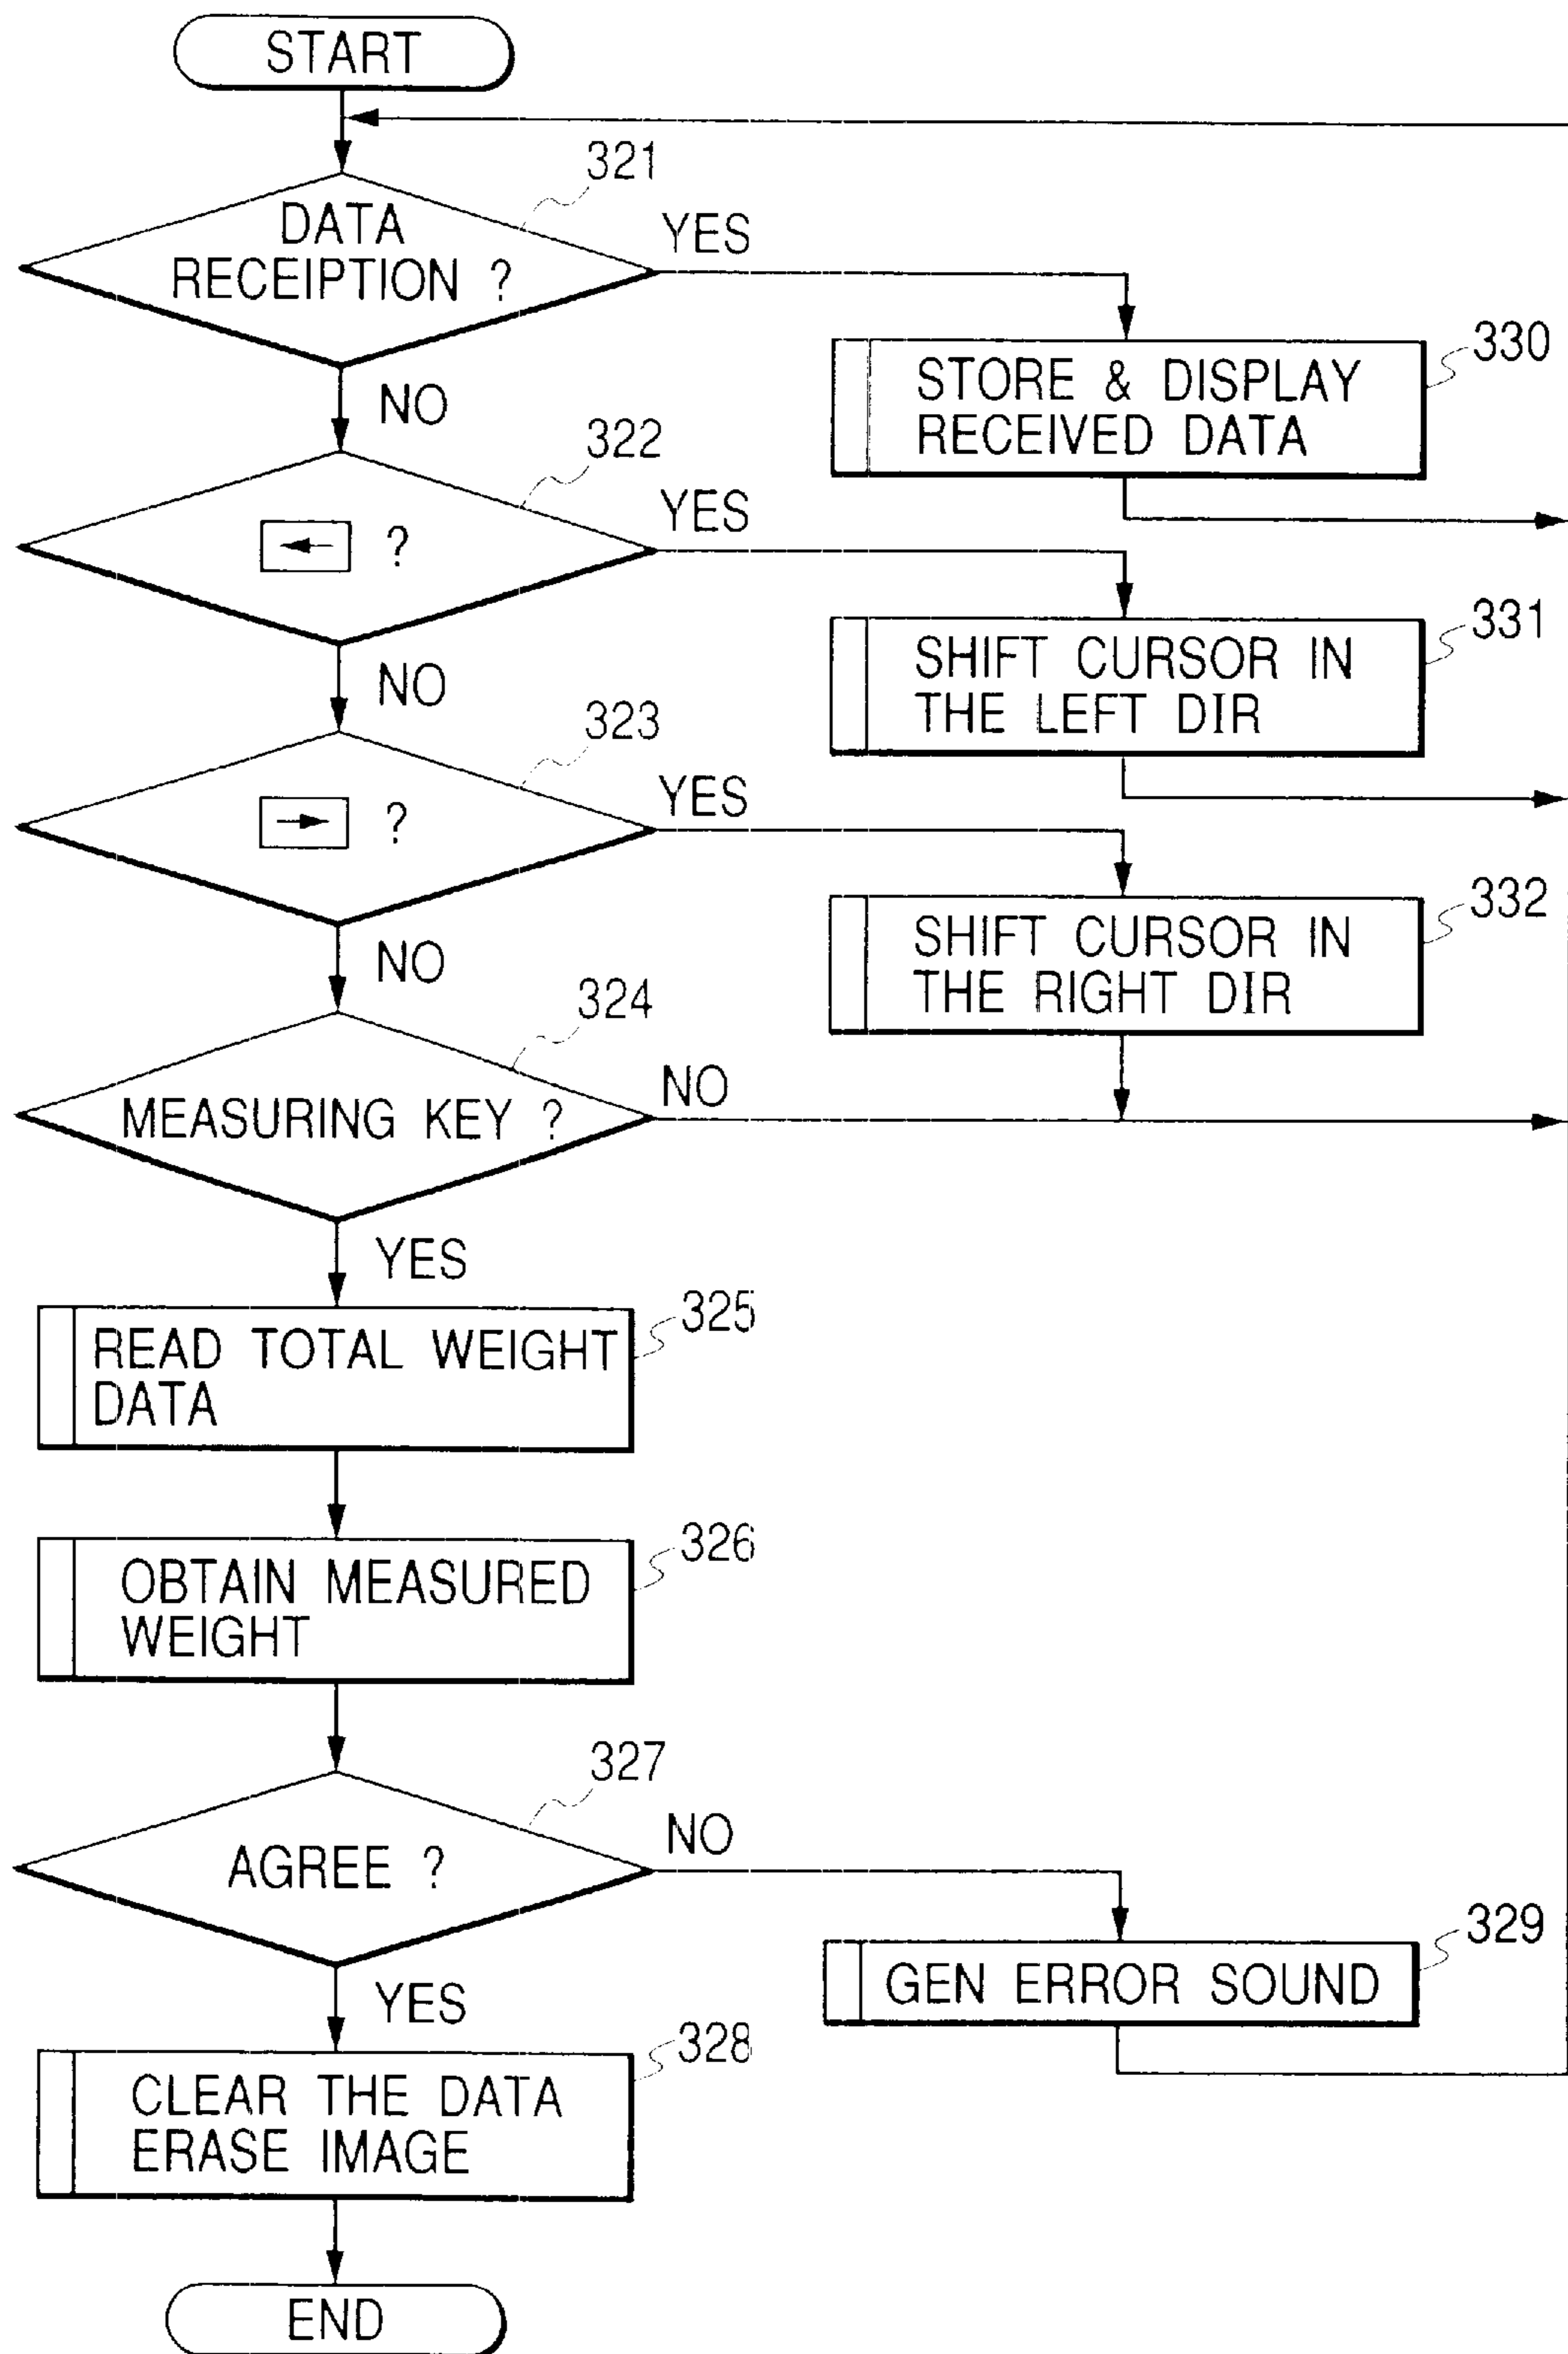 START
321
DATA
RECEIPTION ?
YES
330
STORE & DISPLAY
RECEIVED DATA
NO
322
← ?
YES
331
SHIFT CURSOR IN
THE LEFT DIR
NO
323
→ ?
YES
332
SHIFT CURSOR IN
THE RIGHT DIR
NO
324
MEASURING KEY ?
NO
YES
325
READ TOTAL WEIGHT
DATA
326
OBTAIN MEASURED
WEIGHT
327
AGREE ?
NO
329
GEN ERROR SOUND
YES
328
CLEAR THE DATA
ERASE IMAGE
END